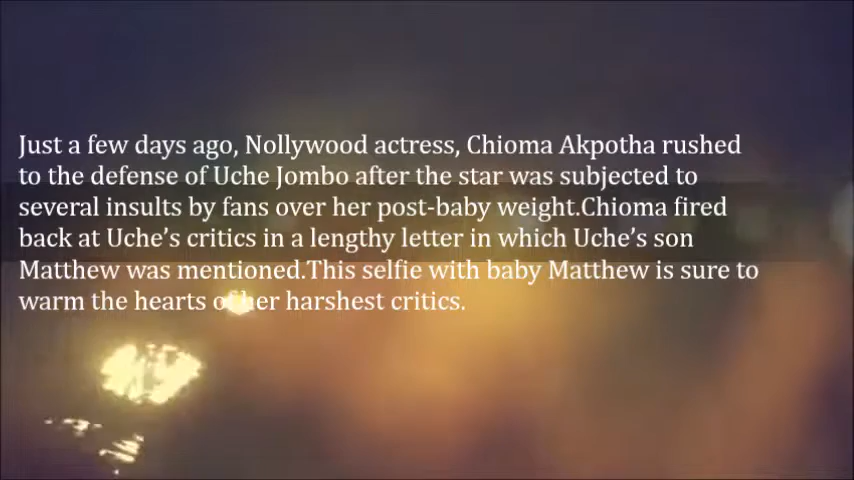 Just a few days ago, Nollywood actress, Chioma Akpotha rushed
to the defense of Uche Jombo after the star was subjected to
several insults by fans over her post-baby weight.Chioma fired
back at Uche’s critics in a lengthy letter in which Uche’s son
Matthew was mentioned.This selfie with baby Matthew is sure to
warm the hearts of her harshest critics.